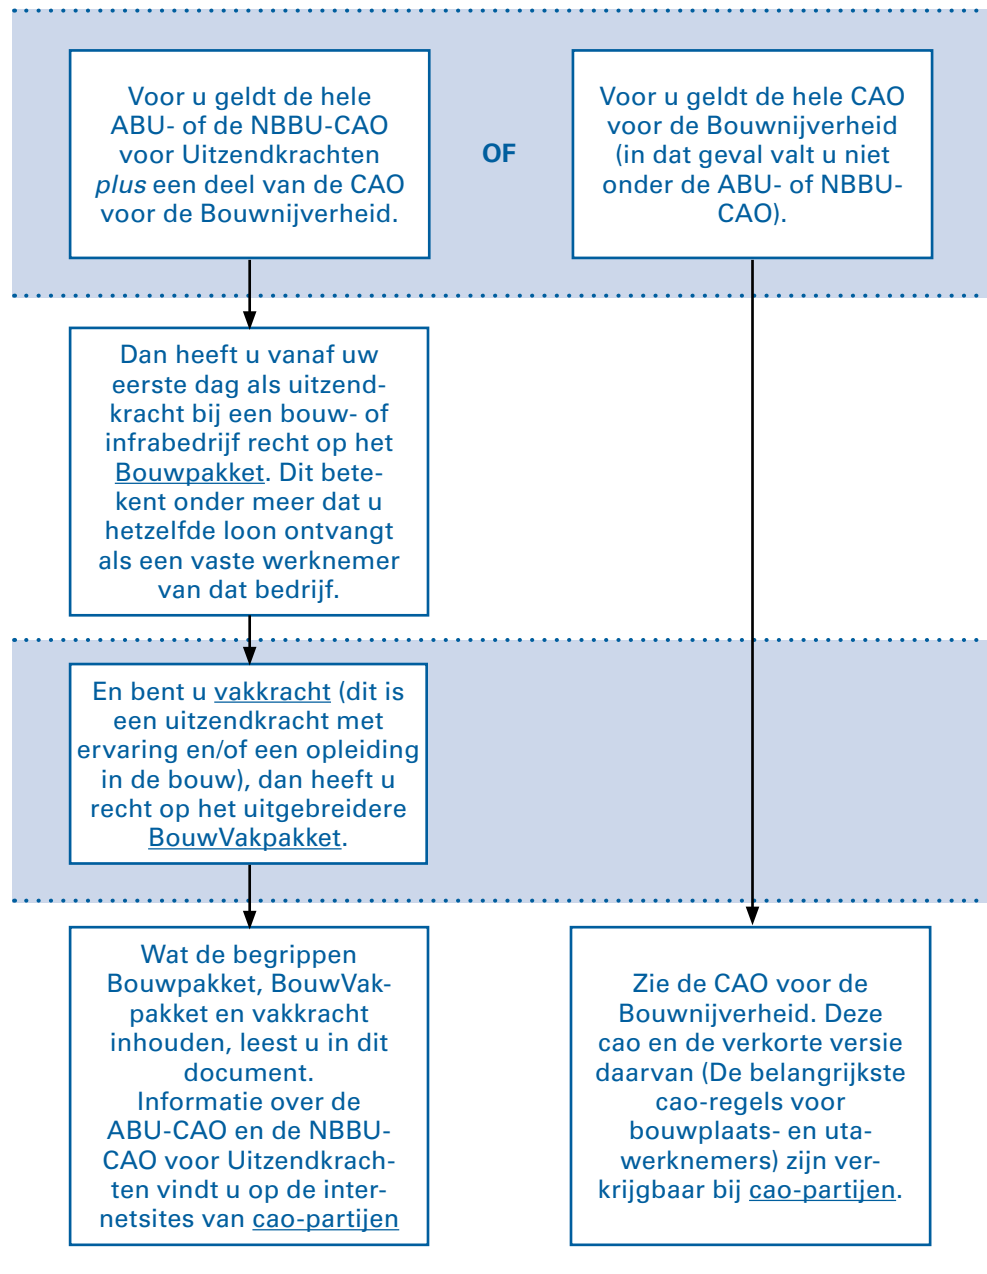 Voor u geldt de hele
ABU- of de NBBU-CAO
voor Uitzendkrachten
plus een deel van de CAO
voor de Bouwnijverheid.
OF
Voor u geldt de hele CAO
voor de Bouwnijverheid
(in dat geval valt u niet
onder de ABU- of NBBU-
CAO).
Dan heeft u vanaf uw
eerste dag als uitzend-
kracht bij een bouw- of
infrabedrijf recht op het
Bouwpakket. Dit bete-
kent onder meer dat u
hetzelfde loon ontvangt
als een vaste werknemer
van dat bedrijf.
En bent u vakkracht (dit is
een uitzendkracht met
ervaring en/of een opleiding
in de bouw), dan heeft u
recht op het uitgebreidere
BouwVakpakket.
Wat de begrippen
Bouwpakket, BouwVak-
pakket en vakkracht
inhouden, leest u in dit
document.
Informatie over de
ABU-CAO en de NBBU-
CAO voor Uitzendkrach-
ten vindt u op de inter-
netsites van cao-partijen
Zie de CAO voor de
Bouwnijverheid. Deze
cao en de verkorte versie
daarvan (De belangrijkste
cao-regels voor
bouwplaats- en uta-
werknemers) zijn ver-
krijgbaar bij cao-partijen.